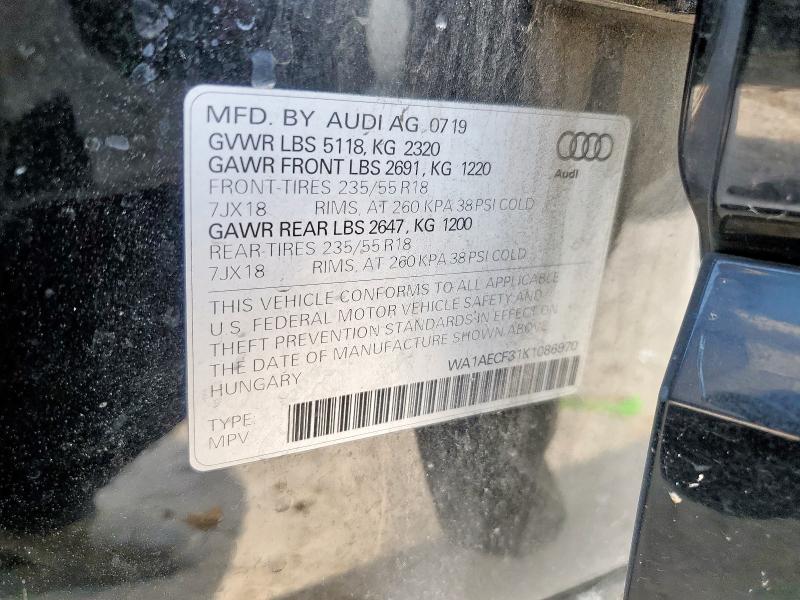 MFD. BY AUDI AG 07 19
GVWR LBS 5118, KG 2320
GAWR FRONT LBS 2691, KG 1220
FRONT-TIRES 235/55 R18
7JX18 RIMS, AT 260 KPA 38 PSI COLD
GAWR REAR LBS 2647, KG 1200
REAR-TIRES 235/55 R18
7JX18 RIMS, AT 260 KPA 38 PSI COLD
Audi
THIS VEHICLE CONFORMS TO ALL APPLICABLE
U.S. FEDERAL MOTOR VEHICLE SAFETY AND
THEFT PREVENTION STANDARDS IN EFFECT ON
THE DATE OF MANUFACTURE SHOWN ABOVE.
HUNGARY
WA1AECF31K1086970
TYPE:
MPV